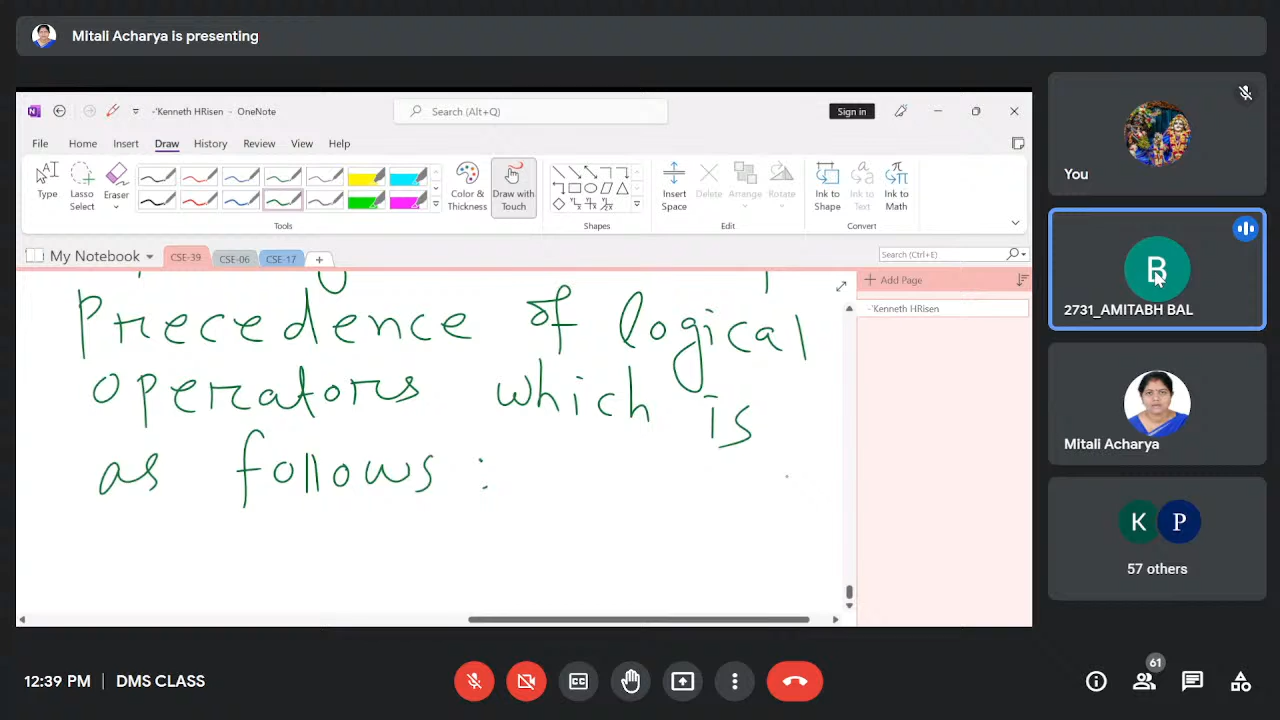 Mitali Acharya is presenting
-'Kenneth HRisen - OneNote
Search (Alt+Q)
Sign in
File Home Insert Draw History Review View Help
Type
Lasso Select
Eraser
Color & Thickness
Draw with Touch
Insert Space
Delete
Arrange
Rotate
Ink to Shape
Ink to Text
Ink to Math
Tools
Shapes
Edit
Convert
My Notebook CSE-39 CSE-06 CSE-17 +
Search (Ctrl+E)
Add Page
-'Kenneth HRisen
Precedence of logical
operators which is
as follows :
You
B
2731_AMITABH BAL
Mitali Acharya
K P
57 others
12:39 PM | DMS CLASS
61